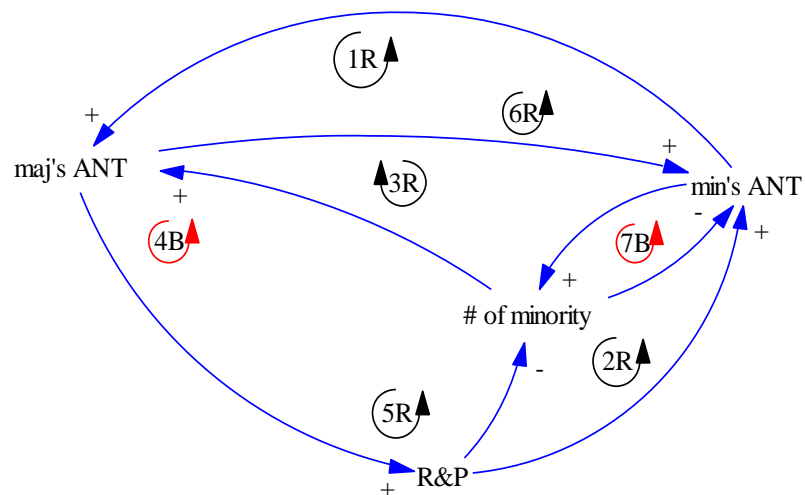 1R
+
6R
+
maj's ANT
3R
min's ANT
+
-
4B
7B
+
+
# of minority
-
2R
5R
R&P
+